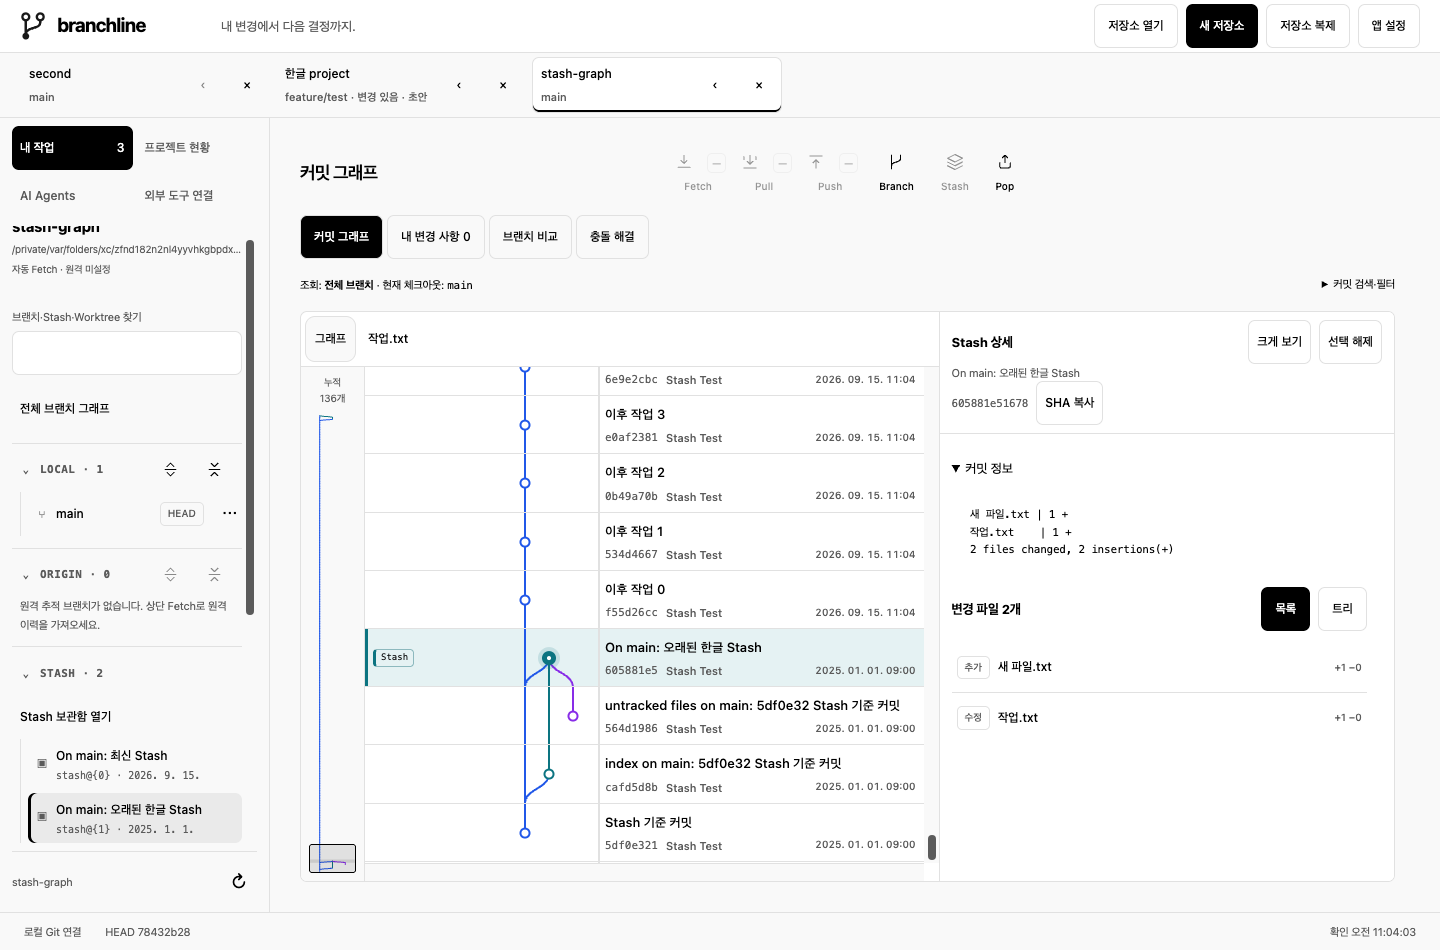 branchline
내 변경에서 다음 결정까지.
저장소 열기
새 저장소
저장소 복제
앱 설정
second
main
한글 project
feature/test · 변경 있음 · 초안
stash-graph
main
내 작업 3
프로젝트 현황
AI Agents
외부 도구 연결
stash-graph
/private/var/folders/xc/zfnd182n2nl4yyvhkgbpdx...
자동 Fetch · 원격 미설정
브랜치·Stash·Worktree 찾기
전체 브랜치 그래프
LOCAL · 1
main HEAD ···
ORIGIN · 0
원격 추적 브랜치가 없습니다. 상단 Fetch로 원격
이력을 가져오세요.
STASH · 2
Stash 보관함 열기
On main: 최신 Stash
stash@{0} · 2026. 9. 15.
On main: 오래된 한글 Stash
stash@{1} · 2025. 1. 1.
stash-graph
커밋 그래프
Fetch
Pull
Push
Branch
Stash
Pop
커밋 그래프
내 변경 사항 0
브랜치 비교
충돌 해결
조회: 전체 브랜치 · 현재 체크아웃: main
▶ 커밋 검색·필터
그래프
작업.txt
누적
136개
6e9e2cbc Stash Test 2026. 09. 15. 11:04
이후 작업 3
e0af2381 Stash Test 2026. 09. 15. 11:04
이후 작업 2
0b49a70b Stash Test 2026. 09. 15. 11:04
이후 작업 1
534d4667 Stash Test 2026. 09. 15. 11:04
이후 작업 0
f55d26cc Stash Test 2026. 09. 15. 11:04
Stash
On main: 오래된 한글 Stash
605881e5 Stash Test 2025. 01. 01. 09:00
untracked files on main: 5df0e32 Stash 기준 커밋
564d1986 Stash Test 2025. 01. 01. 09:00
index on main: 5df0e32 Stash 기준 커밋
cafd5d8b Stash Test 2025. 01. 01. 09:00
Stash 기준 커밋
5df0e321 Stash Test 2025. 01. 01. 09:00
Stash 상세
크게 보기
선택 해제
On main: 오래된 한글 Stash
605881e51678
SHA 복사
▼ 커밋 정보
새 파일.txt | 1 +
작업.txt | 1 +
2 files changed, 2 insertions(+)
변경 파일 2개
목록
트리
추가 새 파일.txt +1 −0
수정 작업.txt +1 −0
로컬 Git 연결
HEAD 78432b28
확인 오전 11:04:03